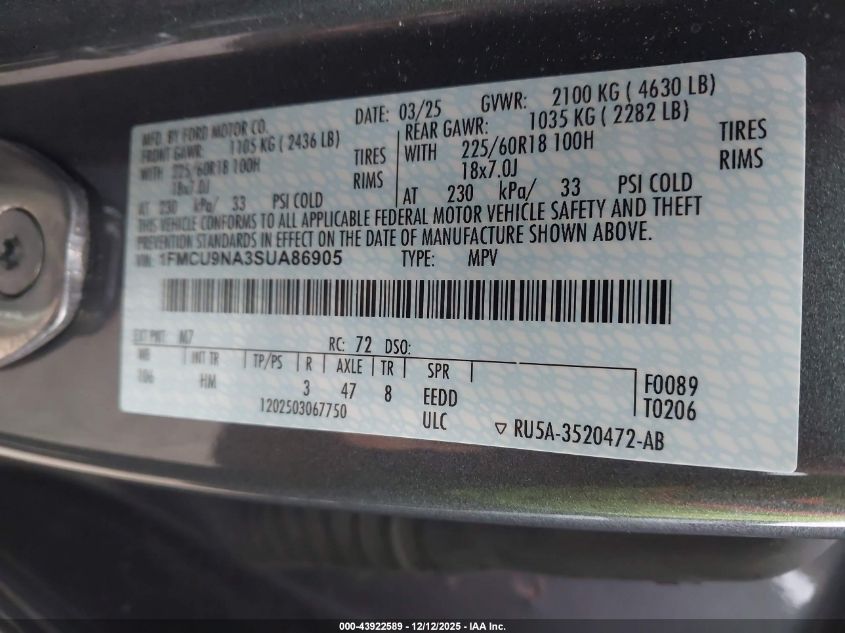 MFD. BY FORD MOTOR CO. DATE: 03/25 GVWR: 2100 KG ( 4630 LB)
FRONT GAWR: 1105 KG ( 2436 LB) REAR GAWR: 1035 KG ( 2282 LB)
WITH 225/60R18 100H TIRES WITH 225/60R18 100H TIRES
18x7.0J RIMS 18x7.0J RIMS
AT 230 kPa/ 33 PSI COLD AT 230 kPa/ 33 PSI COLD
THIS VEHICLE CONFORMS TO ALL APPLICABLE FEDERAL MOTOR VEHICLE SAFETY AND THEFT
PREVENTION STANDARDS IN EFFECT ON THE DATE OF MANUFACTURE SHOWN ABOVE.
VIN: 1FMCU9NA3SUA86905 TYPE: MPV
EXT PNT: M7 RC: 72 DSO:
WB INT TR TP/PS R AXLE TR SPR
106 HM 3 47 8 EEDD
F0089
T0206
1202503067750 ULC ▽ RU5A-3520472-AB
000-43922589 - 12/12/2025 - IAA Inc.